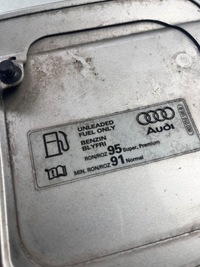 UNLEADED
FUEL ONLY
BENZIN
BLYFRI
RON/ROZ 95 Super, Premium
MIN. RON/ROZ 91 Normal
Audi